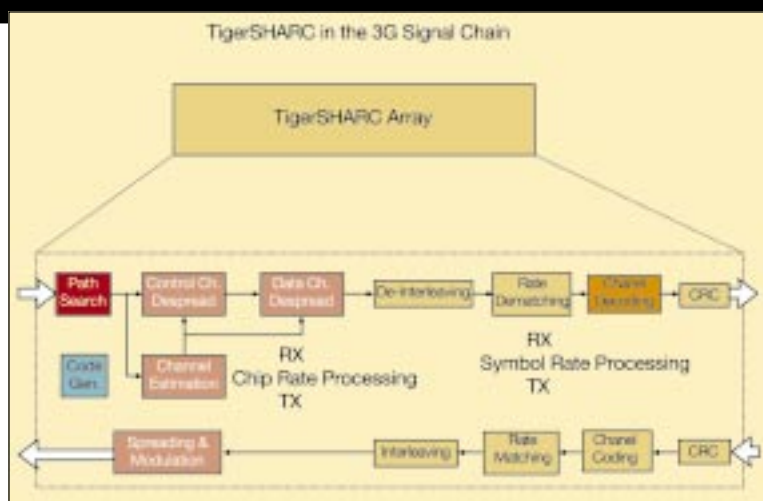 TigerSHARC in the 3G Signal Chain
TigerSHARC Array
Path
Search
Control Ch.
Despread
Data Ch.
Despread
De-Interleaving
Rate
Dematching
Chanel
Decoding
CRC
Code
Gen.
Channel
Estimation
RX
Chip Rate Processing
TX
RX
Symbol Rate Processing
TX
Spreading &
Modulation
Interleaving
Rate
Matching
Chanel
Coding
CRC